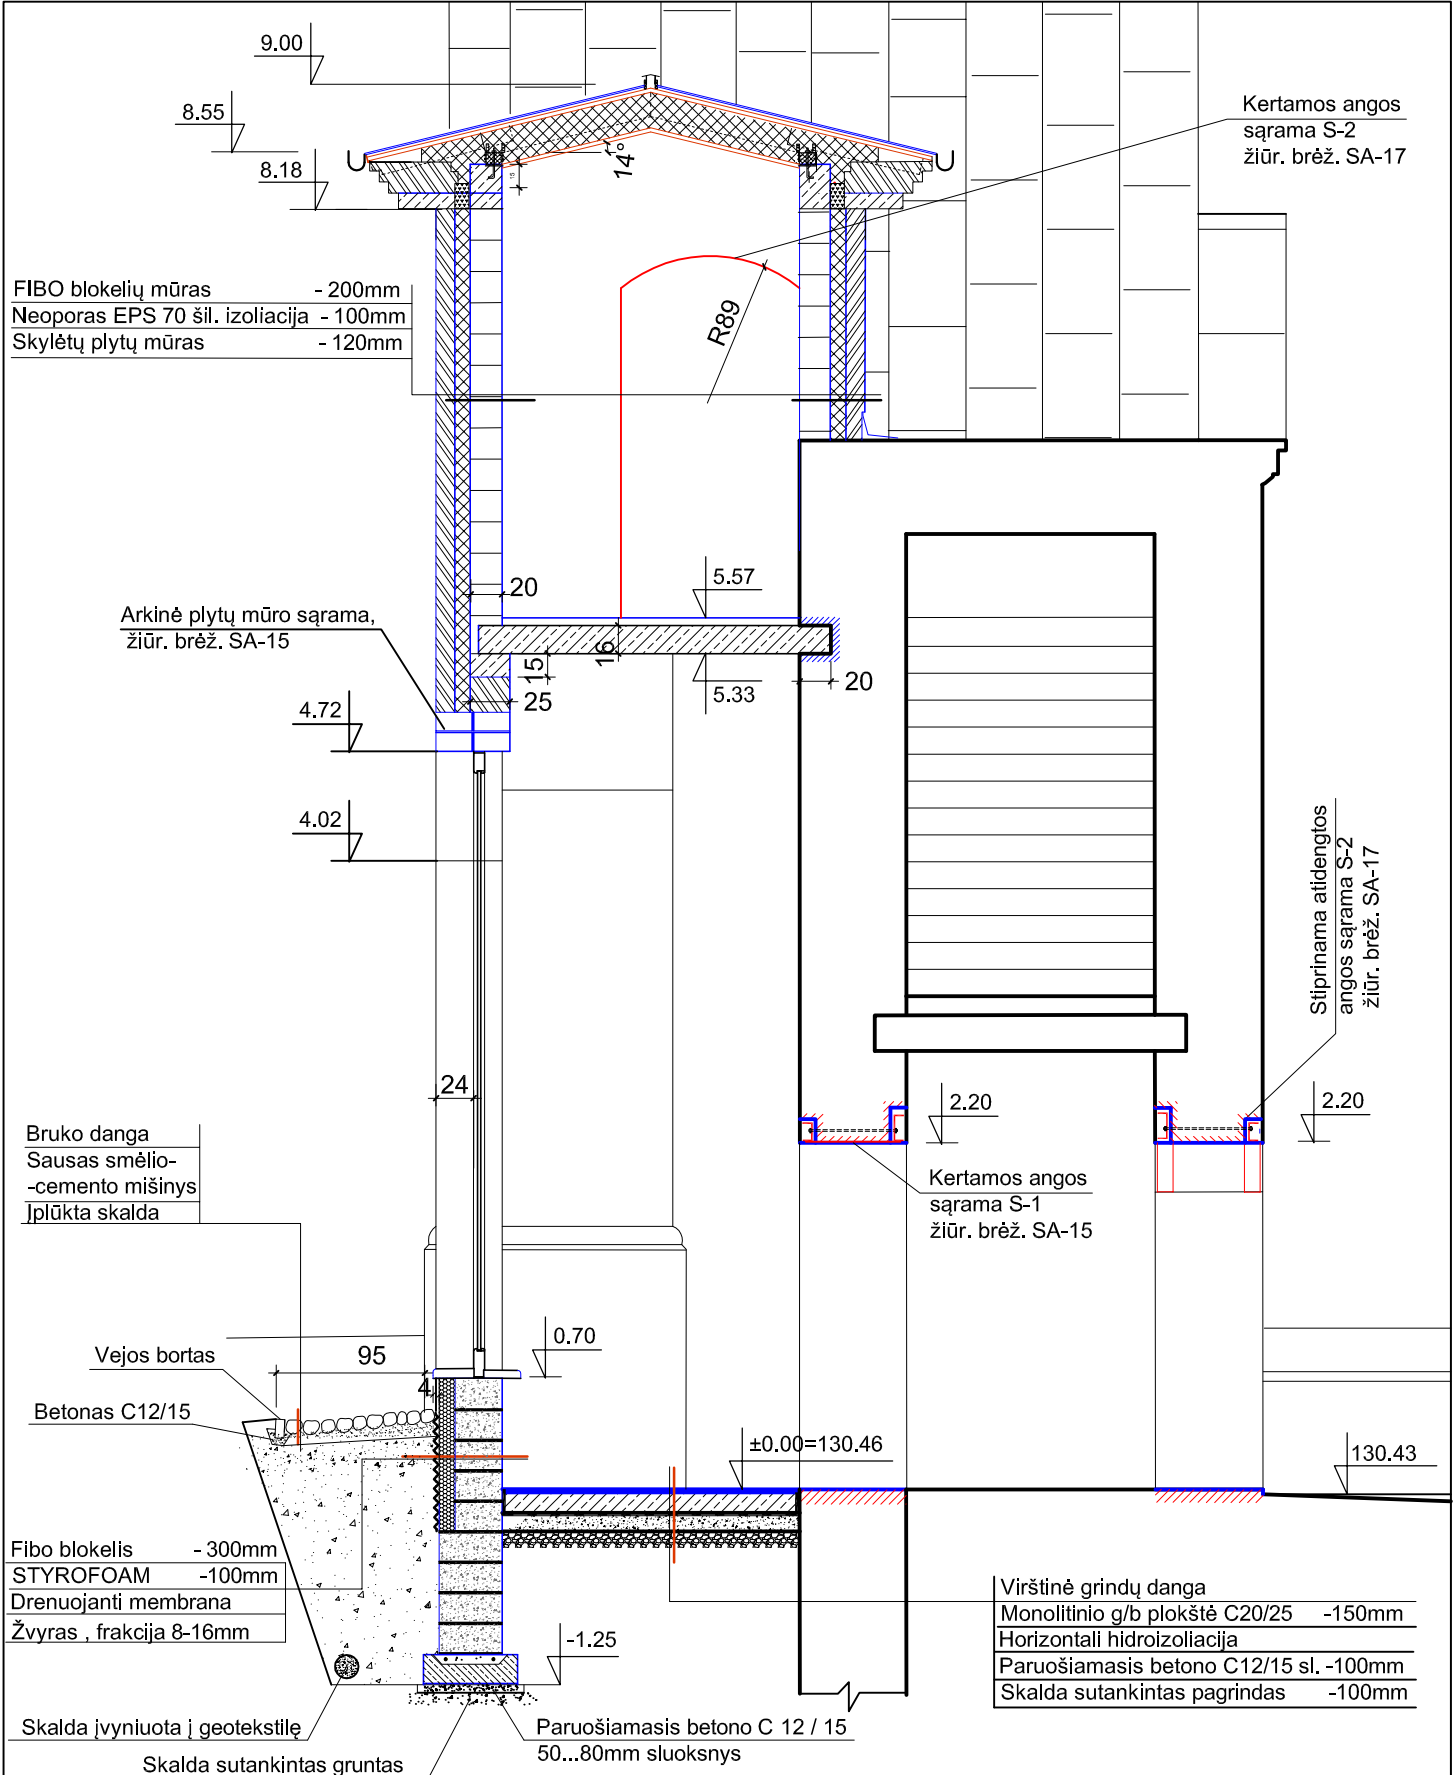 9.00
8.55
8.18
14°
15
Kertamos angos
sąrama S-2
žiūr. brėž. SA-17
FIBO blokelių mūras - 200mm
Neoporas EPS 70 šil. izoliacija - 100mm
Skylėtų plytų mūras - 120mm
R89
20
5.57
Arkinė plytų mūro sąrama,
žiūr. brėž. SA-15
16
15
5.33
20
25
4.72
4.02
Stiprinama atidengtos
angos sąrama S-2
žiūr. brėž. SA-17
24
2.20
2.20
Bruko danga
Sausas smėlio-
-cemento mišinys
Įplūkta skalda
Kertamos angos
sąrama S-1
žiūr. brėž. SA-15
0.70
Vejos bortas
95
4
Betonas C12/15
±0.00=130.46
130.43
Fibo blokelis - 300mm
STYROFOAM -100mm
Drenuojanti membrana
Žvyras , frakcija 8-16mm
Virštinė grindų danga
Monolitinio g/b plokštė C20/25 -150mm
Horizontali hidroizoliacija
Paruošiamasis betono C12/15 sl. -100mm
Skalda sutankintas pagrindas -100mm
-1.25
Skalda įvyniuota į geotekstilę
Paruošiamasis betono C 12 / 15
50...80mm sluoksnys
Skalda sutankintas gruntas